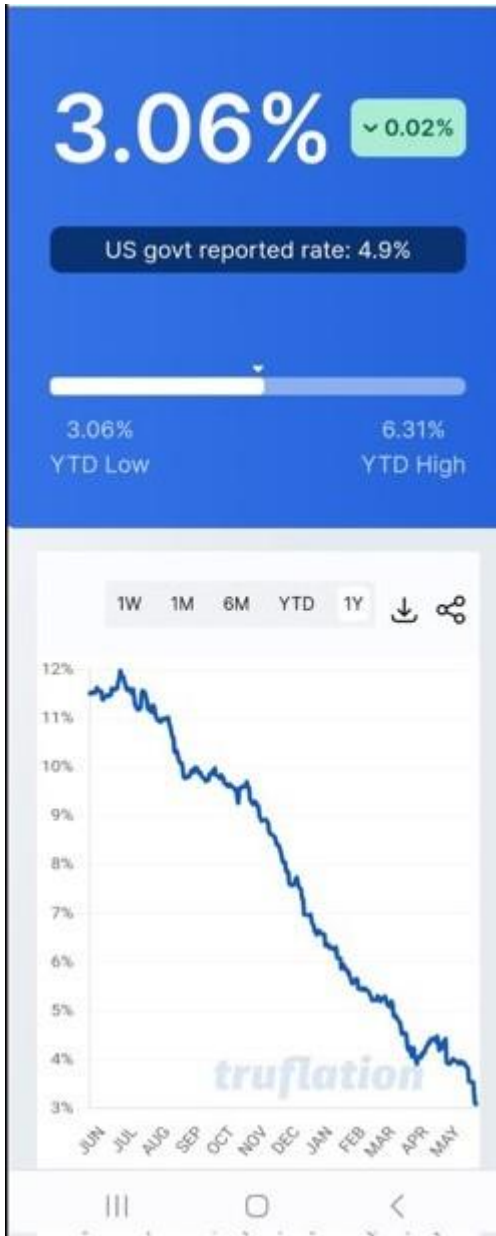 3.06%
0.02%
US govt reported rate: 4.9%
3.06% 6.31%
YTD Low YTD High
1W 1M 6M YTD 1Y
12%
11%
10%
9%
8%
7%
6%
5%
4%
3%
truflation
JUN JUL AUG SEP OCT NOV DEC JAN FEB MAR APR MAY